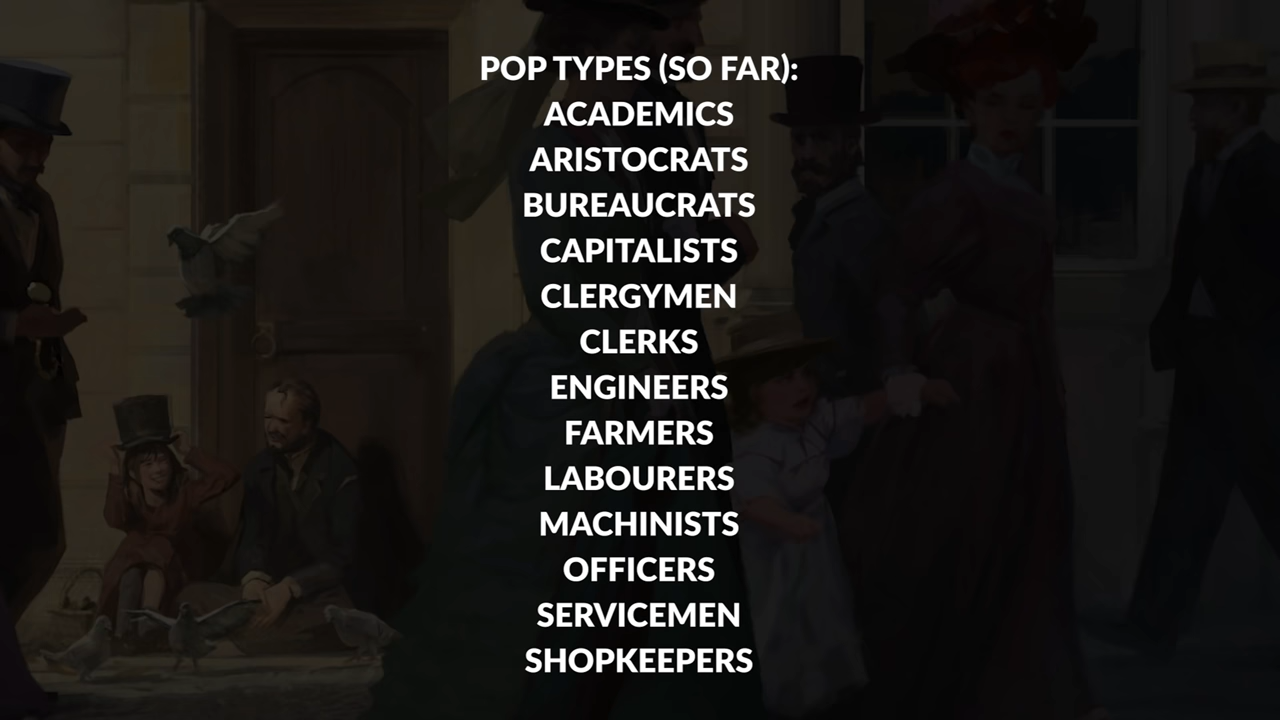 POP TYPES (SO FAR):
ACADEMICS
ARISTOCRATS
BUREAUCRATS
CAPITALISTS
CLERGYMEN
CLERKS
ENGINEERS
FARMERS
LABOURERS
MACHINISTS
OFFICERS
SERVICEMEN
SHOPKEEPERS